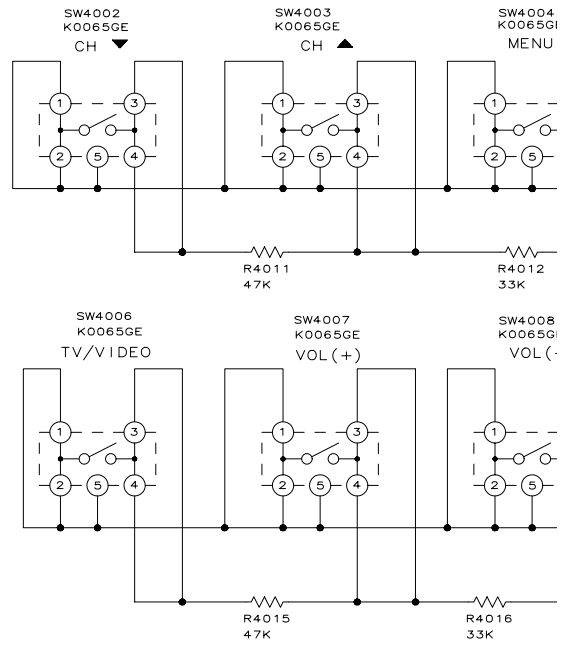 SW4002
K0065GE
CH ▼
1
3
2
5
4
SW4003
K0065GE
CH ▲
1
3
2
5
4
SW4004
K0065G
MENU
1
2
5
R4011
47K
R4012
33K
SW4006
K0065GE
TV/VIDEO
1
3
2
5
4
SW4007
K0065GE
VOL(+)
1
3
2
5
4
SW4008
K0065G
VOL(-
1
2
5
R4015
47K
R4016
33K